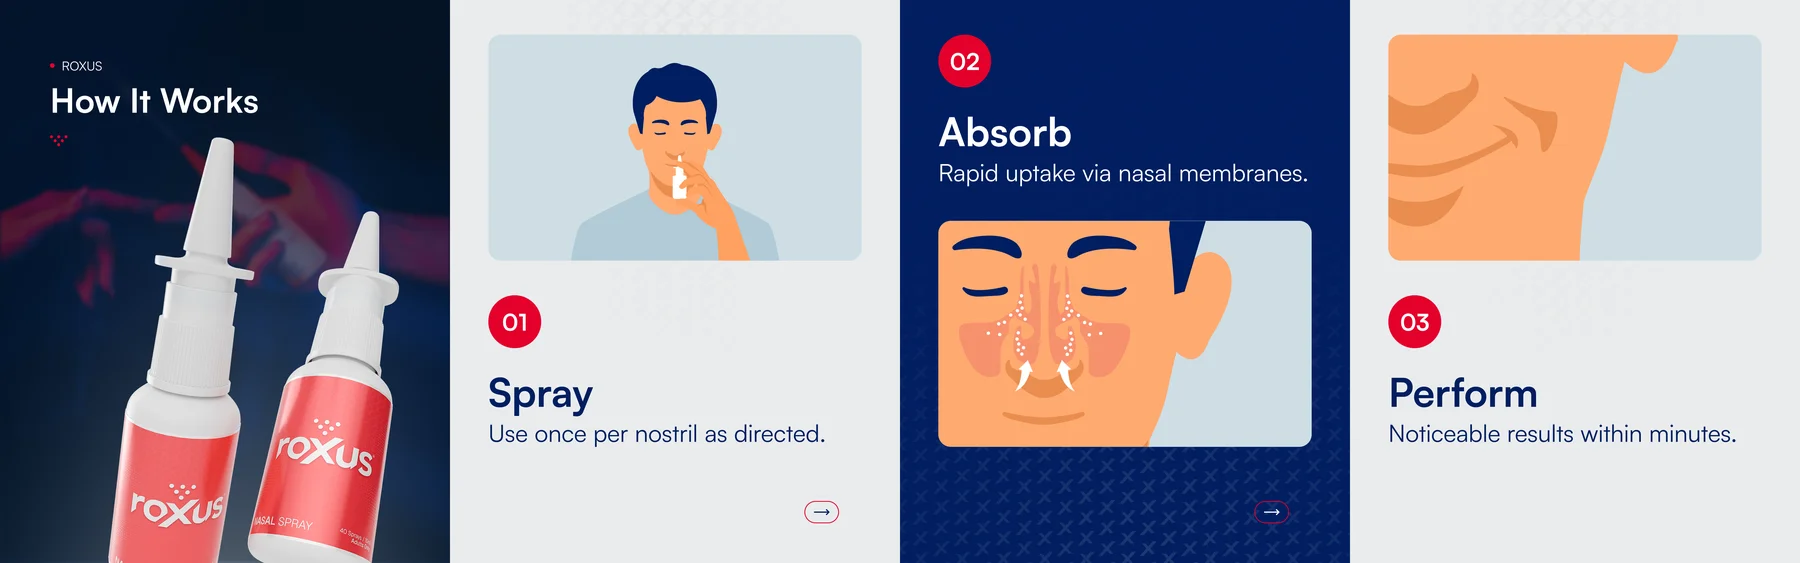 ROXUS
How It Works
roxus
roxus
NASAL SPRAY
01
Spray
Use once per nostril as directed.
02
Absorb
Rapid uptake via nasal membranes.
03
Perform
Noticeable results within minutes.